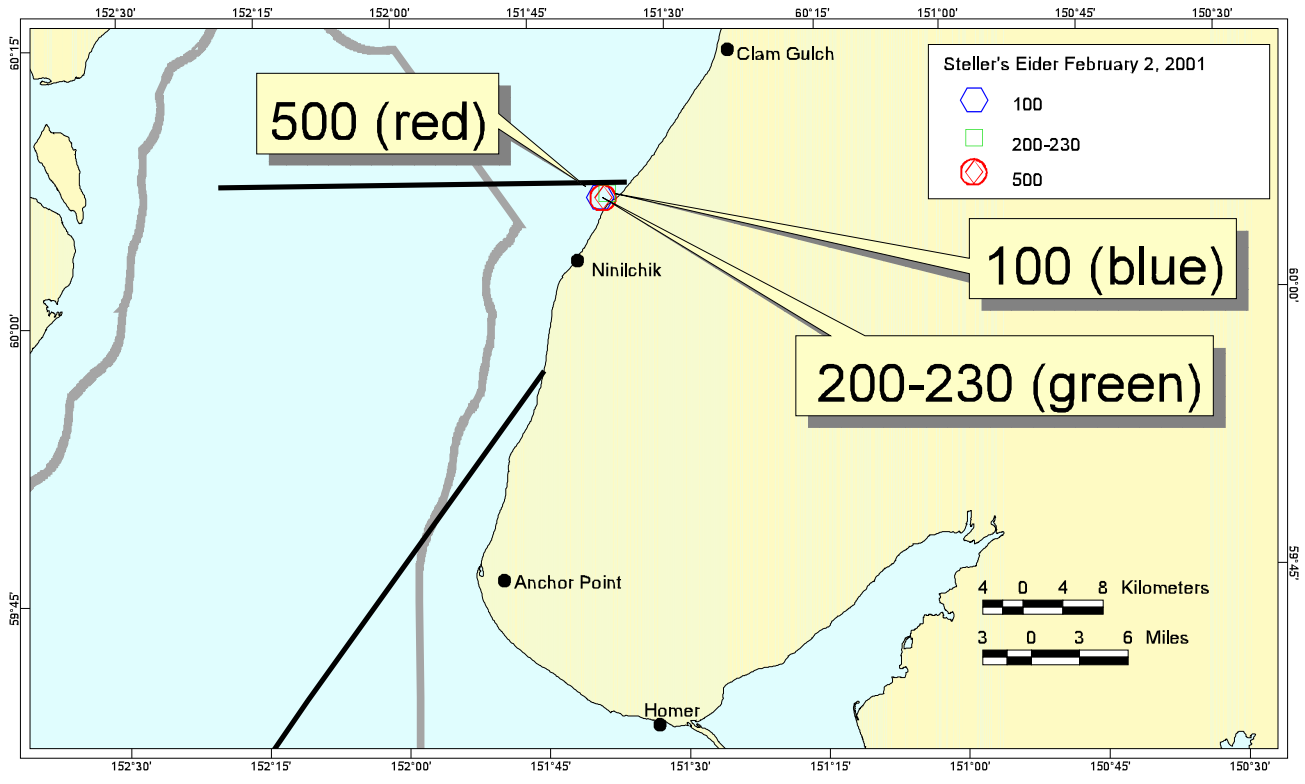 152°30' 152°15' 152°00' 151°45' 151°30' 60°15' 151°00' 150°45' 150°30'
60°15'
Clam Gulch
Steller's Eider February 2, 2001
100
200-230
500
500 (red)
100 (blue)
Ninilchik
60°00'
60°00'
200-230 (green)
59°45'
Anchor Point
59°45'
4 0 4 8 Kilometers
3 0 3 6 Miles
Homer
152°30' 152°15' 152°00' 151°45' 151°30' 151°15' 151°00' 150°45' 150°30'